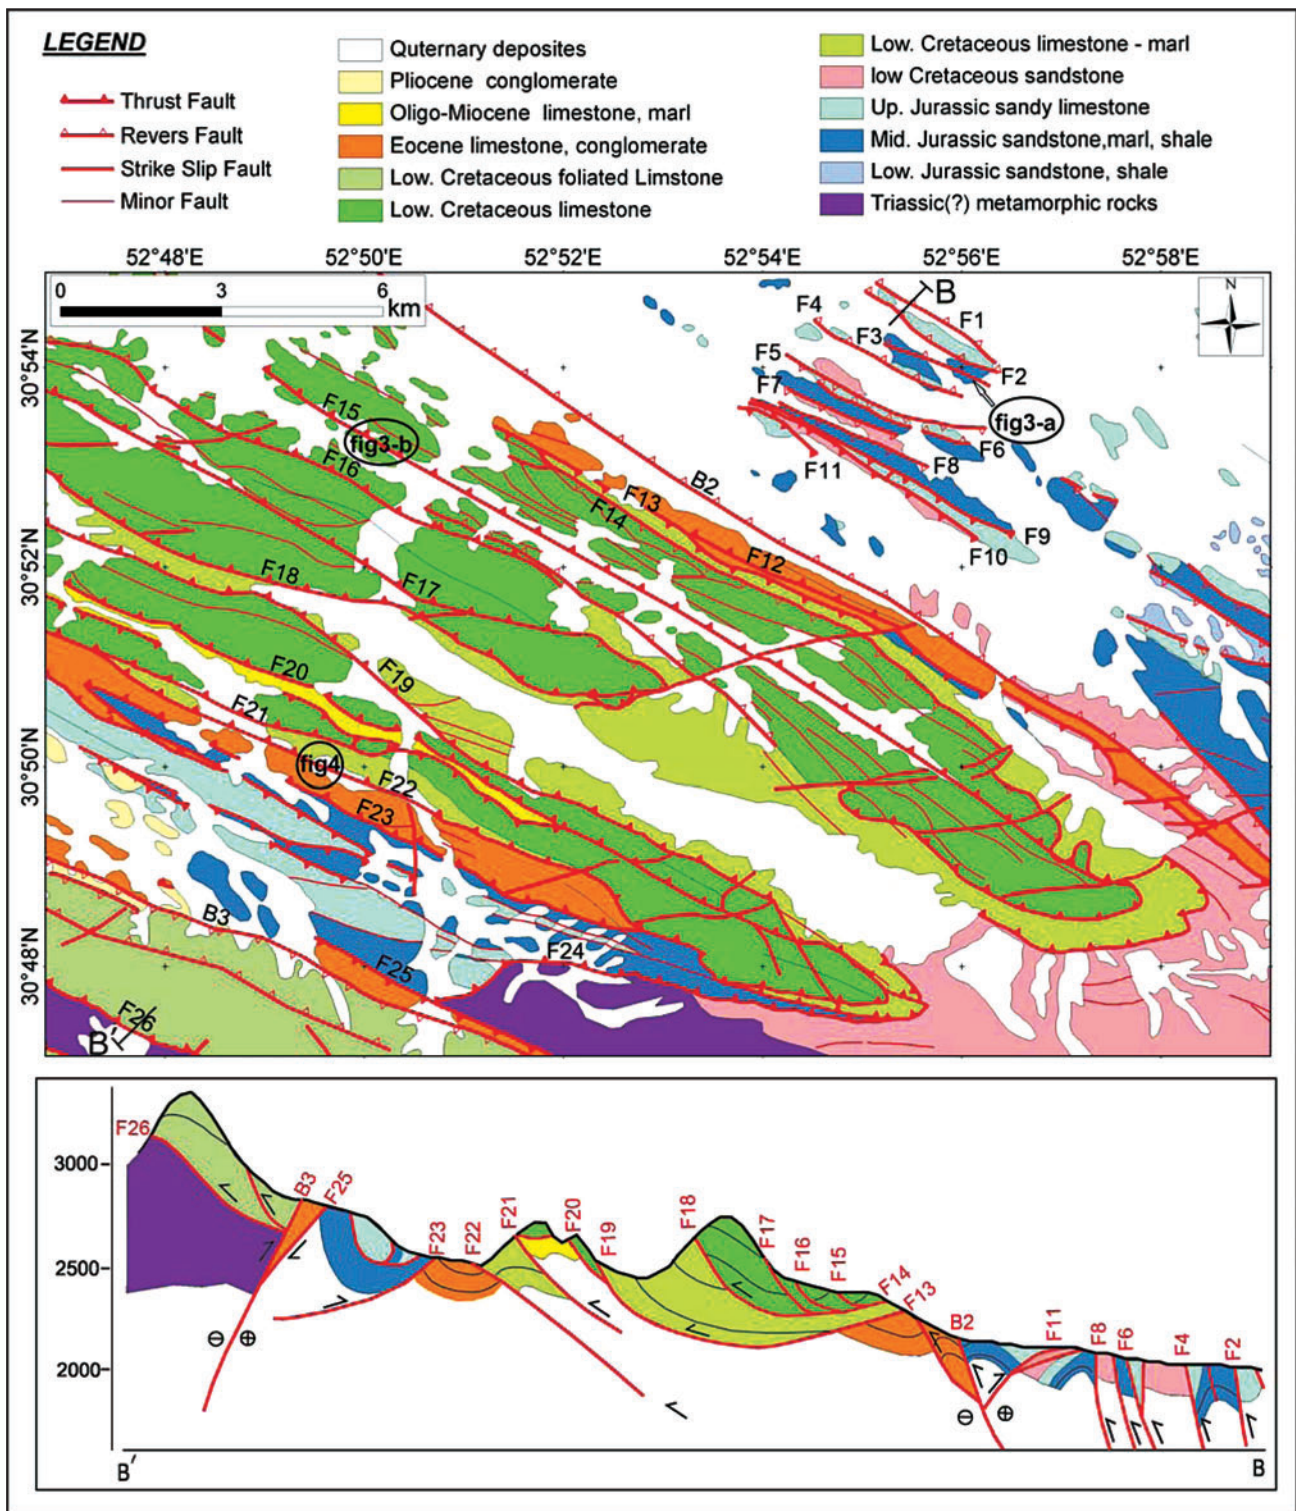 LEGEND
Thrust Fault
Revers Fault
Strike Slip Fault
Minor Fault
Quternary deposites
Pliocene conglomerate
Oligo-Miocene limestone, marl
Eocene limestone, conglomerate
Low. Cretaceous foliated Limstone
Low. Cretaceous limestone
Low. Cretaceous limestone - marl
low Cretaceous sandstone
Up. Jurassic sandy limestone
Mid. Jurassic sandstone,marl, shale
Low. Jurassic sandstone, shale
Triassic(?) metamorphic rocks
52°48'E 52°50'E 52°52'E 52°54'E 52°56'E 52°58'E
0 3 6
km
N
30°54'N
30°52'N
30°50'N
30°48'N
B
F1
F4
F3
F5
F2
F7
fig3-a
F6
F8
F11
F9
F10
F15
fig3-b
F16
B2
F13
F14
F12
F18
F17
F20
F19
F21
fig4
F22
F23
B3
F24
F25
F26
B'
3000
2500
2000
F26
B3
F25
F23
F22
F21
F20
F19
F18
F17
F16
F15
F14
F13
B2
F11
F8
F6
F4
F2
B'
B